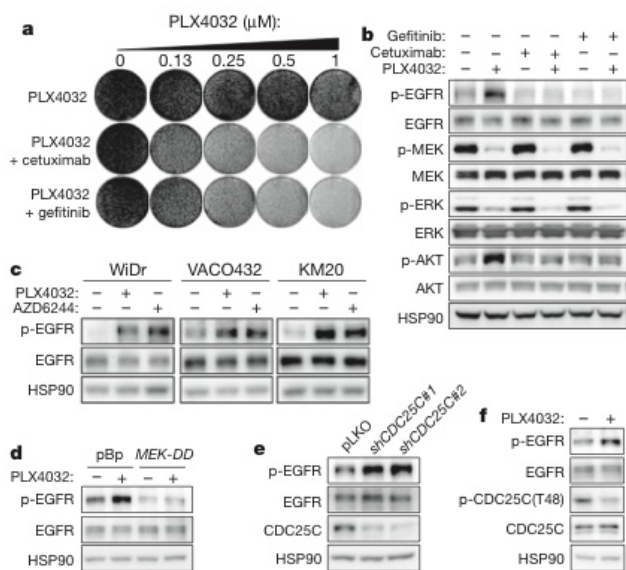 a
PLX4032 (μM):
0 0.13 0.25 0.5 1
PLX4032
PLX4032
+ cetuximab
PLX4032
+ gefitinib
b
Gefitinib: – – – – + +
Cetuximab: – – + + – –
PLX4032: – + – + – +
p-EGFR
EGFR
p-MEK
MEK
p-ERK
ERK
p-AKT
AKT
HSP90
c
WiDr VACO432 KM20
PLX4032: – + – – + – – + –
AZD6244: – – + – – + – – +
p-EGFR
EGFR
HSP90
d
pBp MEK-DD
PLX4032: – + – +
p-EGFR
EGFR
HSP90
e
pLKO shCDC25C#1 shCDC25C#2
p-EGFR
EGFR
CDC25C
HSP90
f
PLX4032: – +
p-EGFR
EGFR
p-CDC25C(T48)
CDC25C
HSP90